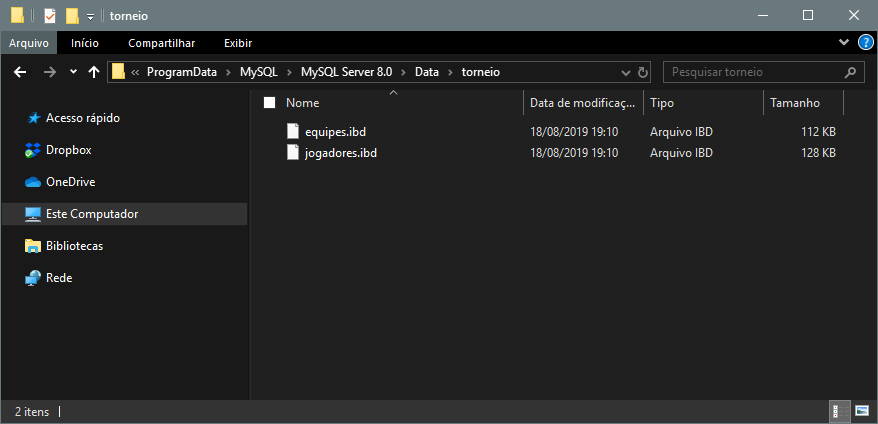 torneio
Arquivo Início Compartilhar Exibir
« ProgramData › MySQL › MySQL Server 8.0 › Data › torneio
Pesquisar torneio
Nome Data de modificaç... Tipo Tamanho
equipes.ibd 18/08/2019 19:10 Arquivo IBD 112 KB
jogadores.ibd 18/08/2019 19:10 Arquivo IBD 128 KB
Acesso rápido
Dropbox
OneDrive
Este Computador
Bibliotecas
Rede
2 itens